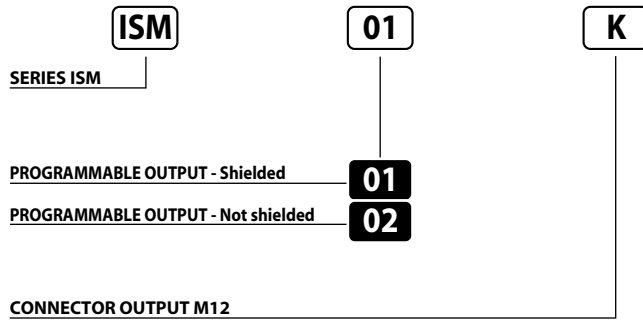 ISM 01 K
SERIES ISM
PROGRAMMABLE OUTPUT - Shielded 01
PROGRAMMABLE OUTPUT - Not shielded 02
CONNECTOR OUTPUT M12